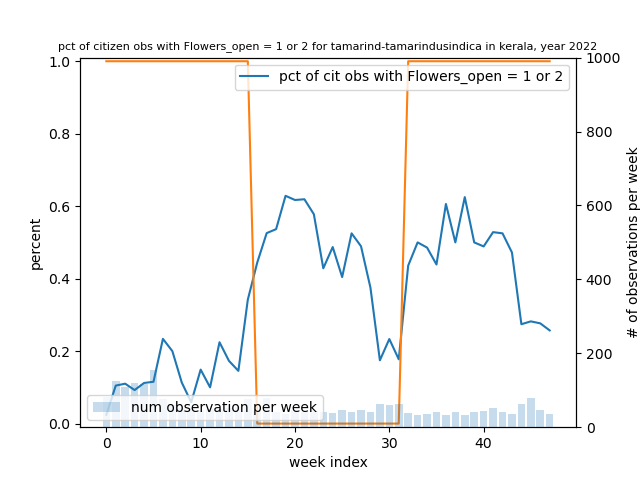 pct of citizen obs with Flowers_open = 1 or 2 for tamarind-tamarindusindica in kerala, year 2022
pct of cit obs with Flowers_open = 1 or 2
num observation per week
percent
1.0
0.8
0.6
0.4
0.2
0.0
1000
800
600
400
200
0
# of observations per week
0
10
20
30
40
week index